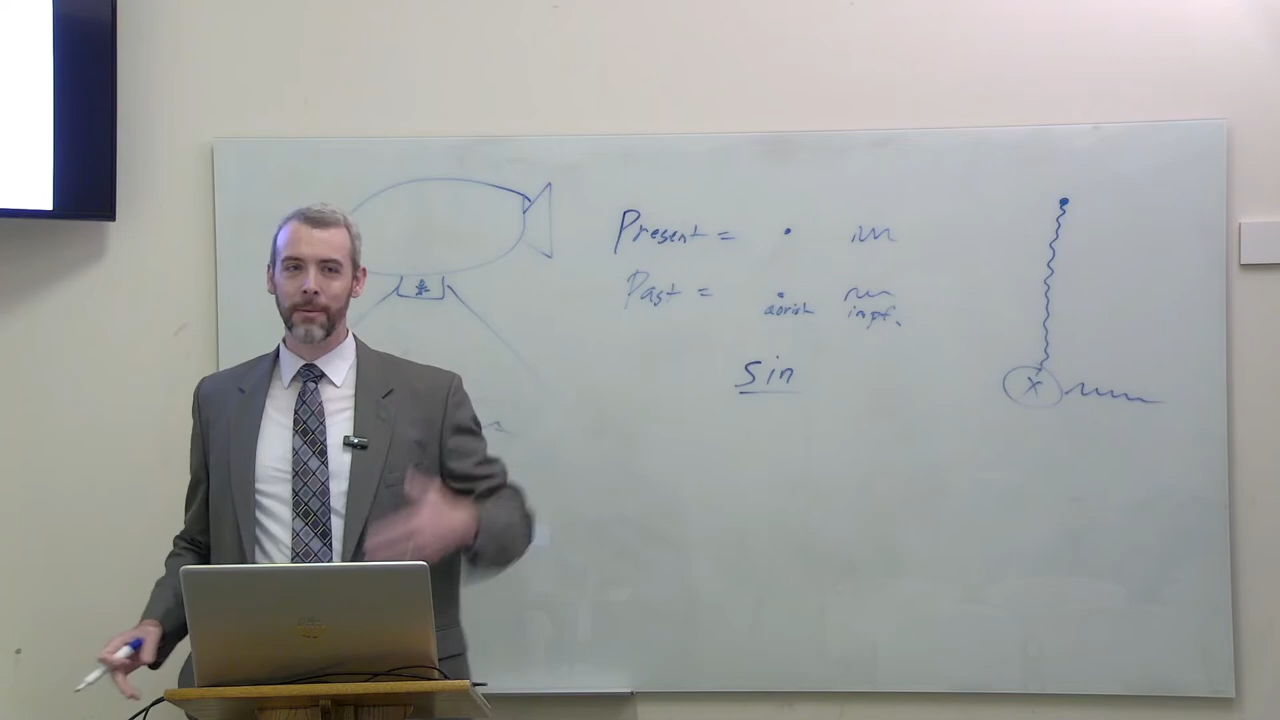 Present =
Past =
aorist impf.
Sin
X